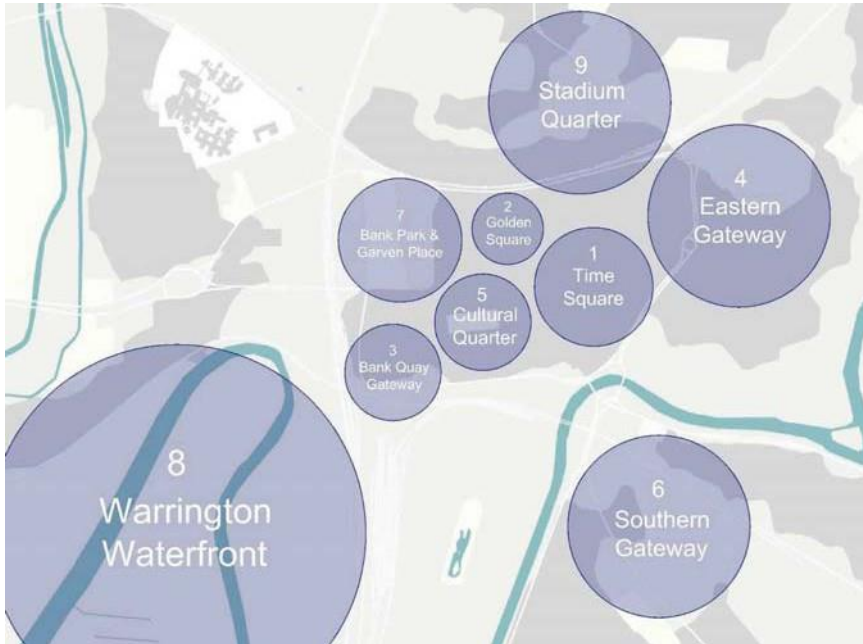 9
Stadium
Quarter
4
Eastern
Gateway
7
Bank Park &
Garven Place
2
Golden
Square
1
Time
Square
5
Cultural
Quarter
3
Bank Quay
Gateway
8
Warrington
Waterfront
6
Southern
Gateway